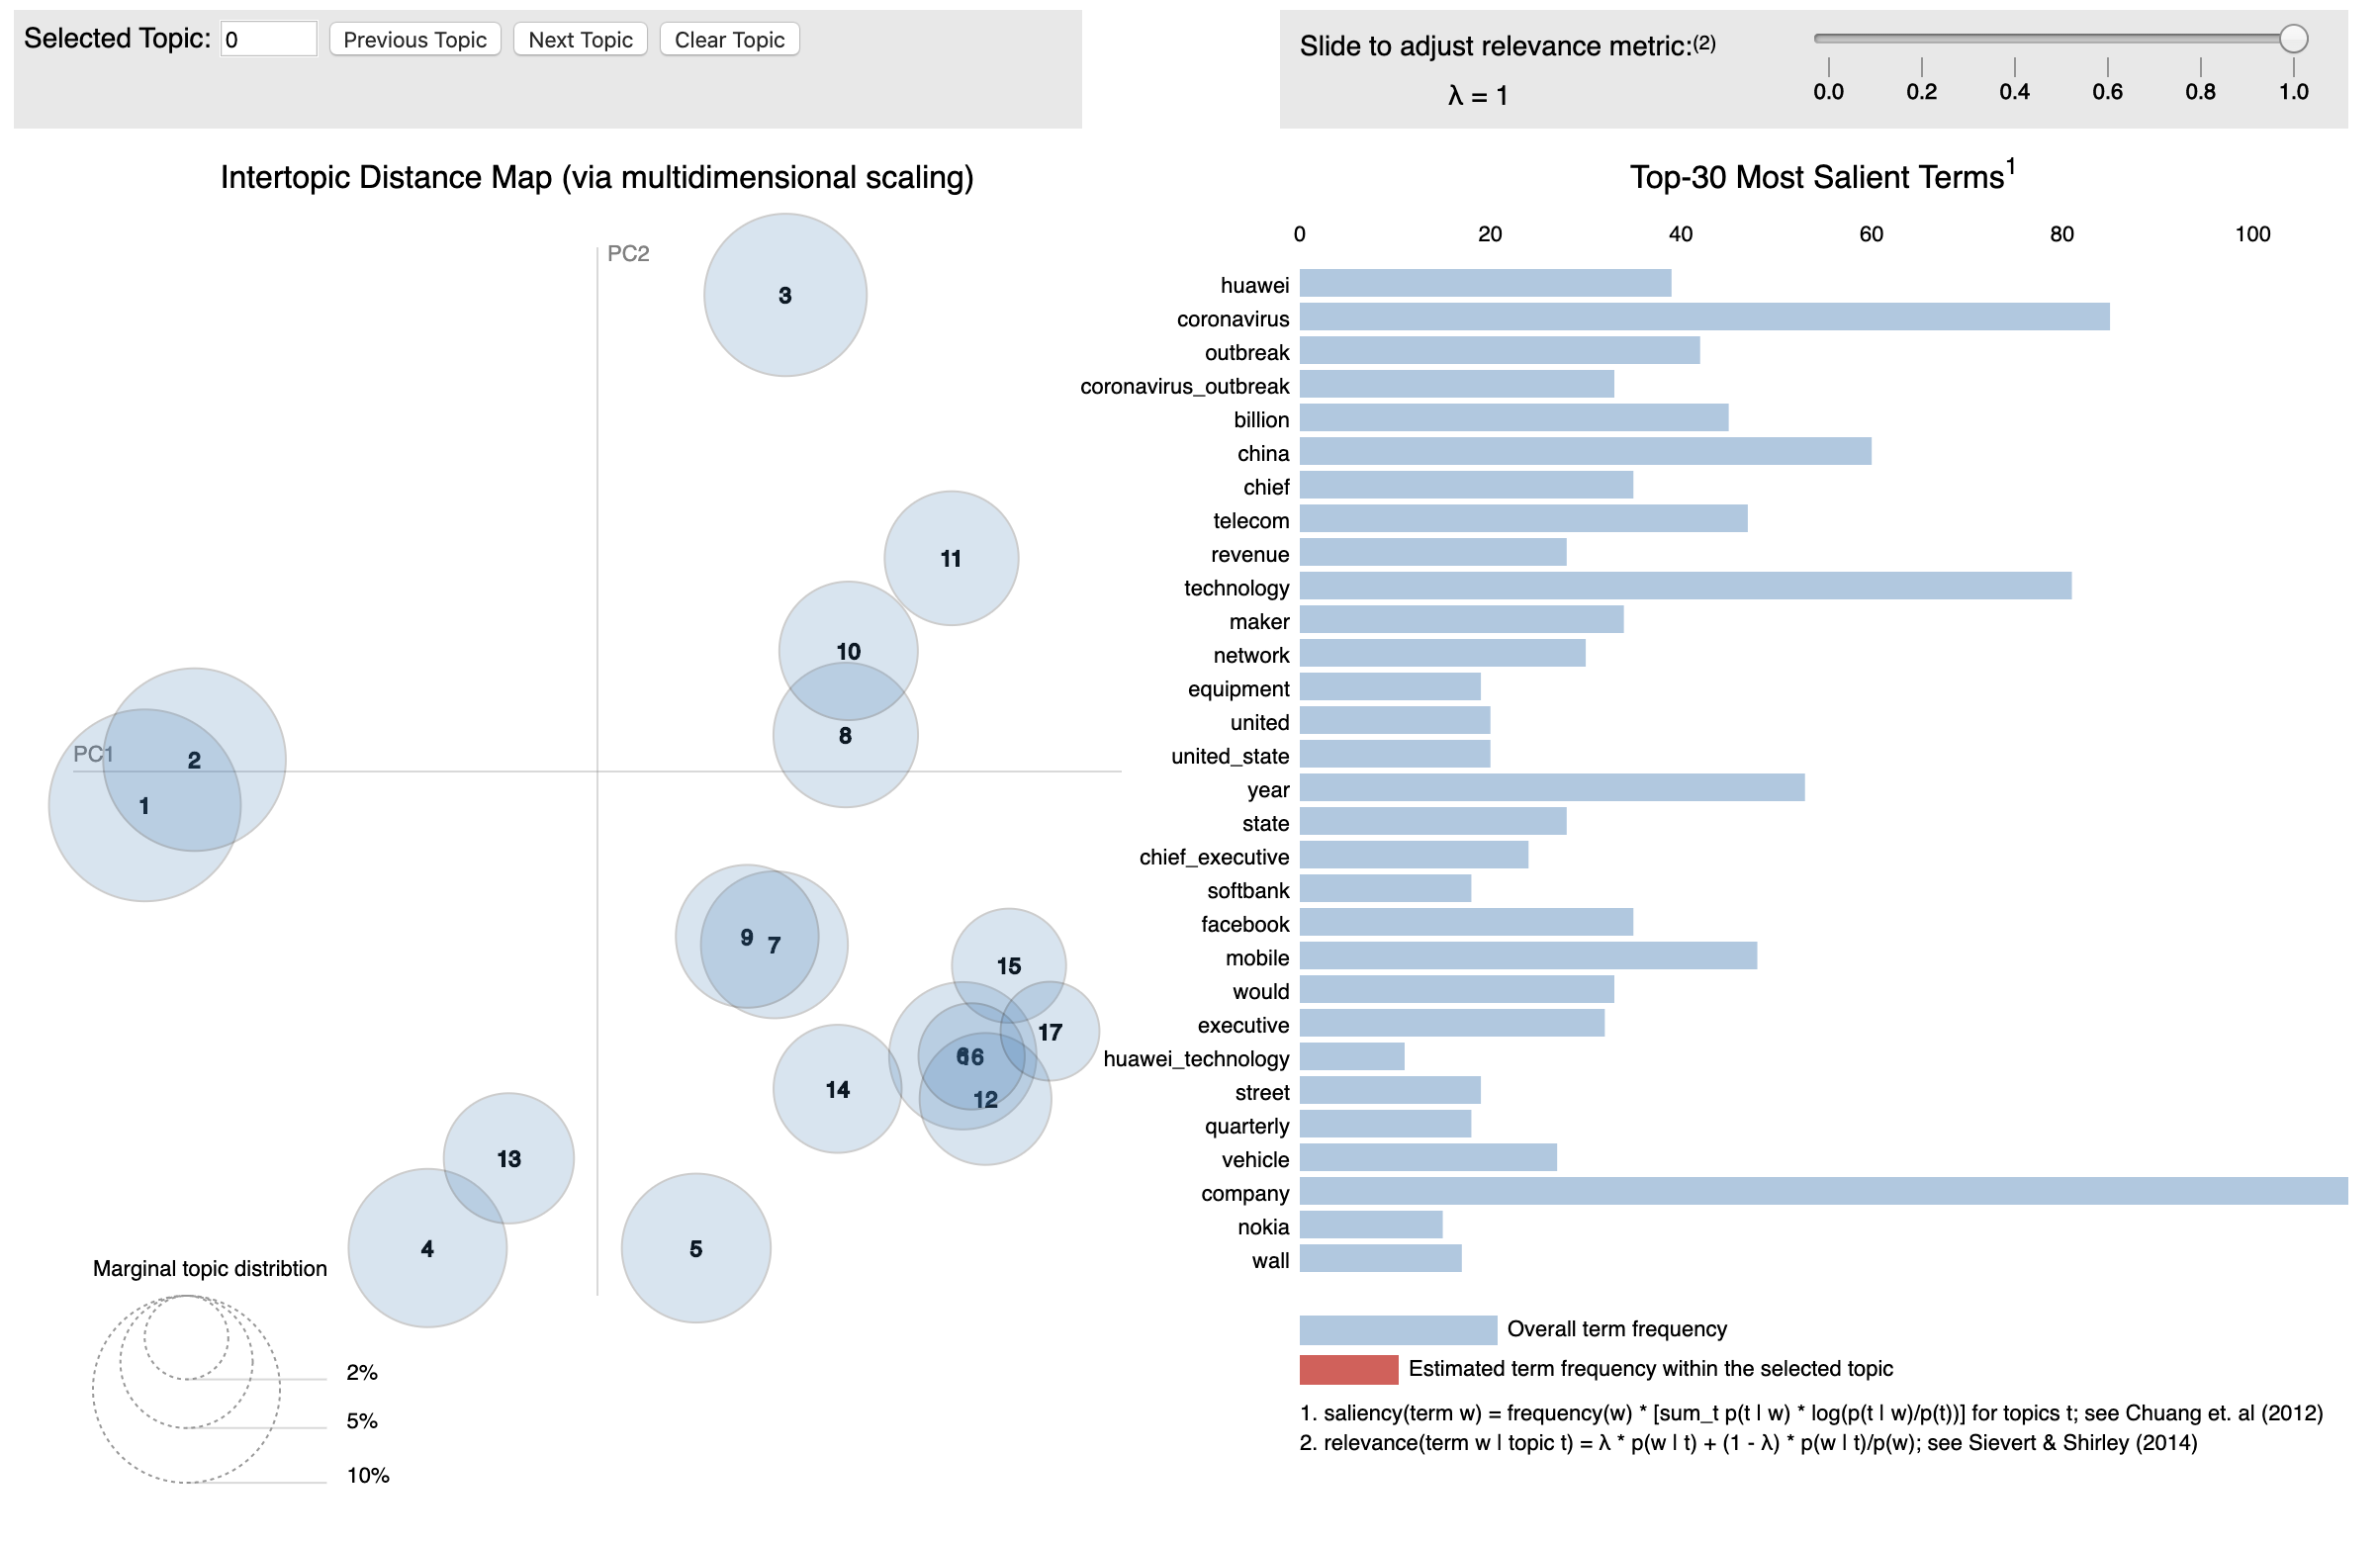 Selected Topic: 0 Previous Topic Next Topic Clear Topic
Slide to adjust relevance metric:(2)
λ = 1
0.0 0.2 0.4 0.6 0.8 1.0
Intertopic Distance Map (via multidimensional scaling)
PC2
PC1
3
11
10
8
2
1
9
7
15
17
6
16
12
14
13
4
5
Marginal topic distribtion
2%
5%
10%
Top-30 Most Salient Terms1
0 20 40 60 80 100
huawei
coronavirus
outbreak
coronavirus_outbreak
billion
china
chief
telecom
revenue
technology
maker
network
equipment
united
united_state
year
state
chief_executive
softbank
facebook
mobile
would
executive
huawei_technology
street
quarterly
vehicle
company
nokia
wall
Overall term frequency
Estimated term frequency within the selected topic
1. saliency(term w) = frequency(w) * [sum_t p(t | w) * log(p(t | w)/p(t))] for topics t; see Chuang et. al (2012)
2. relevance(term w | topic t) = λ * p(w | t) + (1 - λ) * p(w | t)/p(w); see Sievert & Shirley (2014)